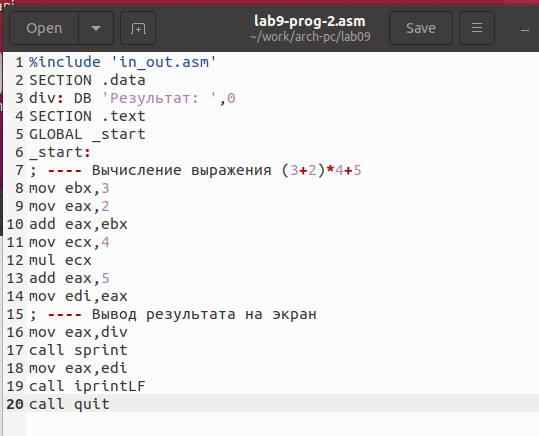 Open lab9-prog-2.asm Save
~/work/arch-pc/lab09
1 %include 'in_out.asm'
2 SECTION .data
3 div: DB 'Результат: ',0
4 SECTION .text
5 GLOBAL _start
6 _start:
7 ; ---- Вычисление выражения (3+2)*4+5
8 mov ebx,3
9 mov eax,2
10 add eax,ebx
11 mov ecx,4
12 mul ecx
13 add eax,5
14 mov edi,eax
15 ; ---- Вывод результата на экран
16 mov eax,div
17 call sprint
18 mov eax,edi
19 call iprintLF
20 call quit